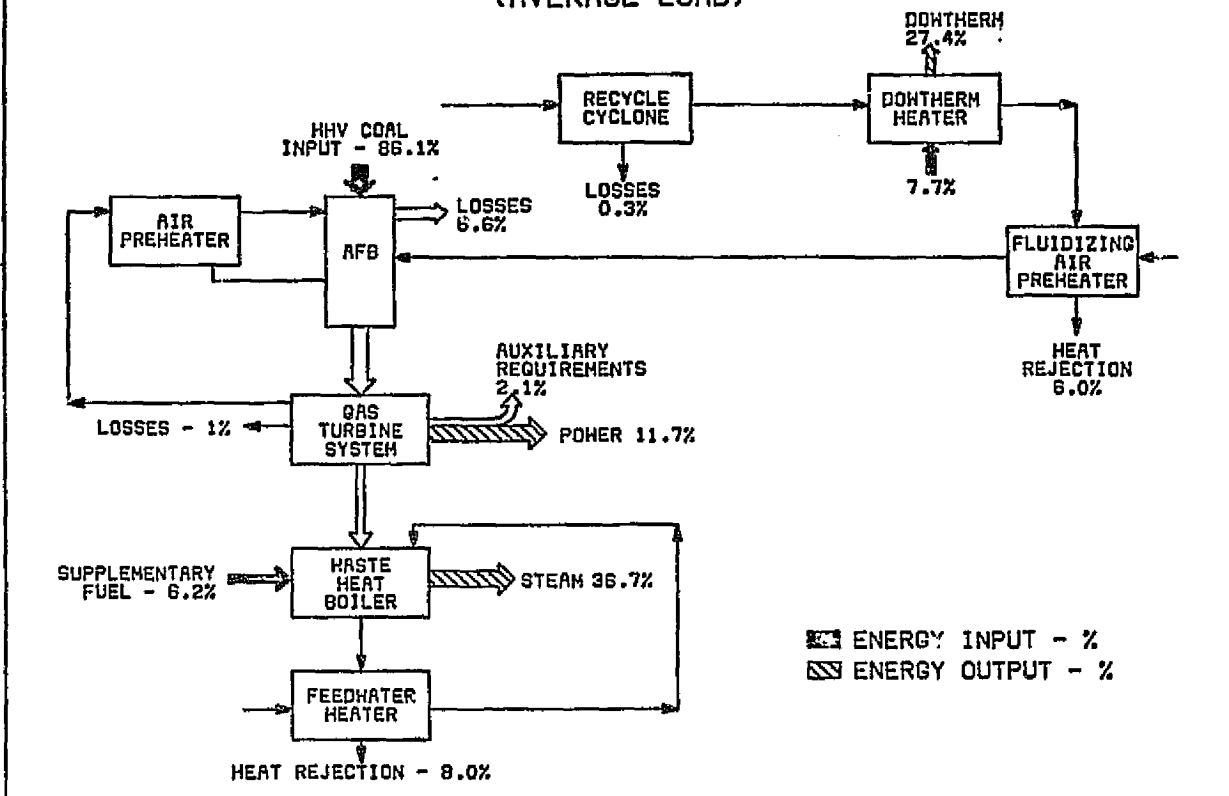 (AVERAGE LOAD)
DOWTHERM
27.4%
RECYCLE
CYCLONE
DOWTHERM
HEATER
HHV COAL
INPUT - 86.1%
LOSSES
0.3%
7.7%
AIR
PREHEATER
LOSSES
6.6%
AFB
FLUIDIZING
AIR
PREHEATER
AUXILIARY
REQUIREMENTS
2.1%
HEAT
REJECTION
6.0%
GAS
TURBINE
SYSTEM
LOSSES - 1%
POWER 11.7%
SUPPLEMENTARY
FUEL - 6.2%
WASTE
HEAT
BOILER
STEAM 36.7%
ENERGY INPUT - %
ENERGY OUTPUT - %
FEEDWATER
HEATER
HEAT REJECTION - 8.0%